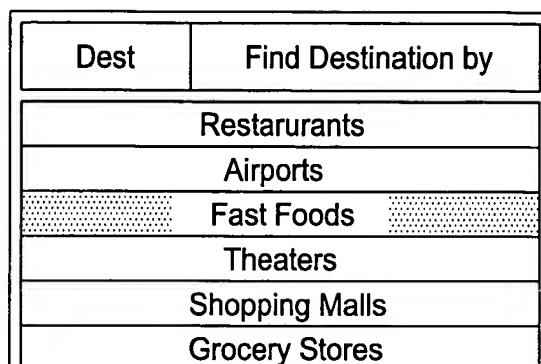 Dest Find Destination by
Restarurants
Airports
Fast Foods
Theaters
Shopping Malls
Grocery Stores